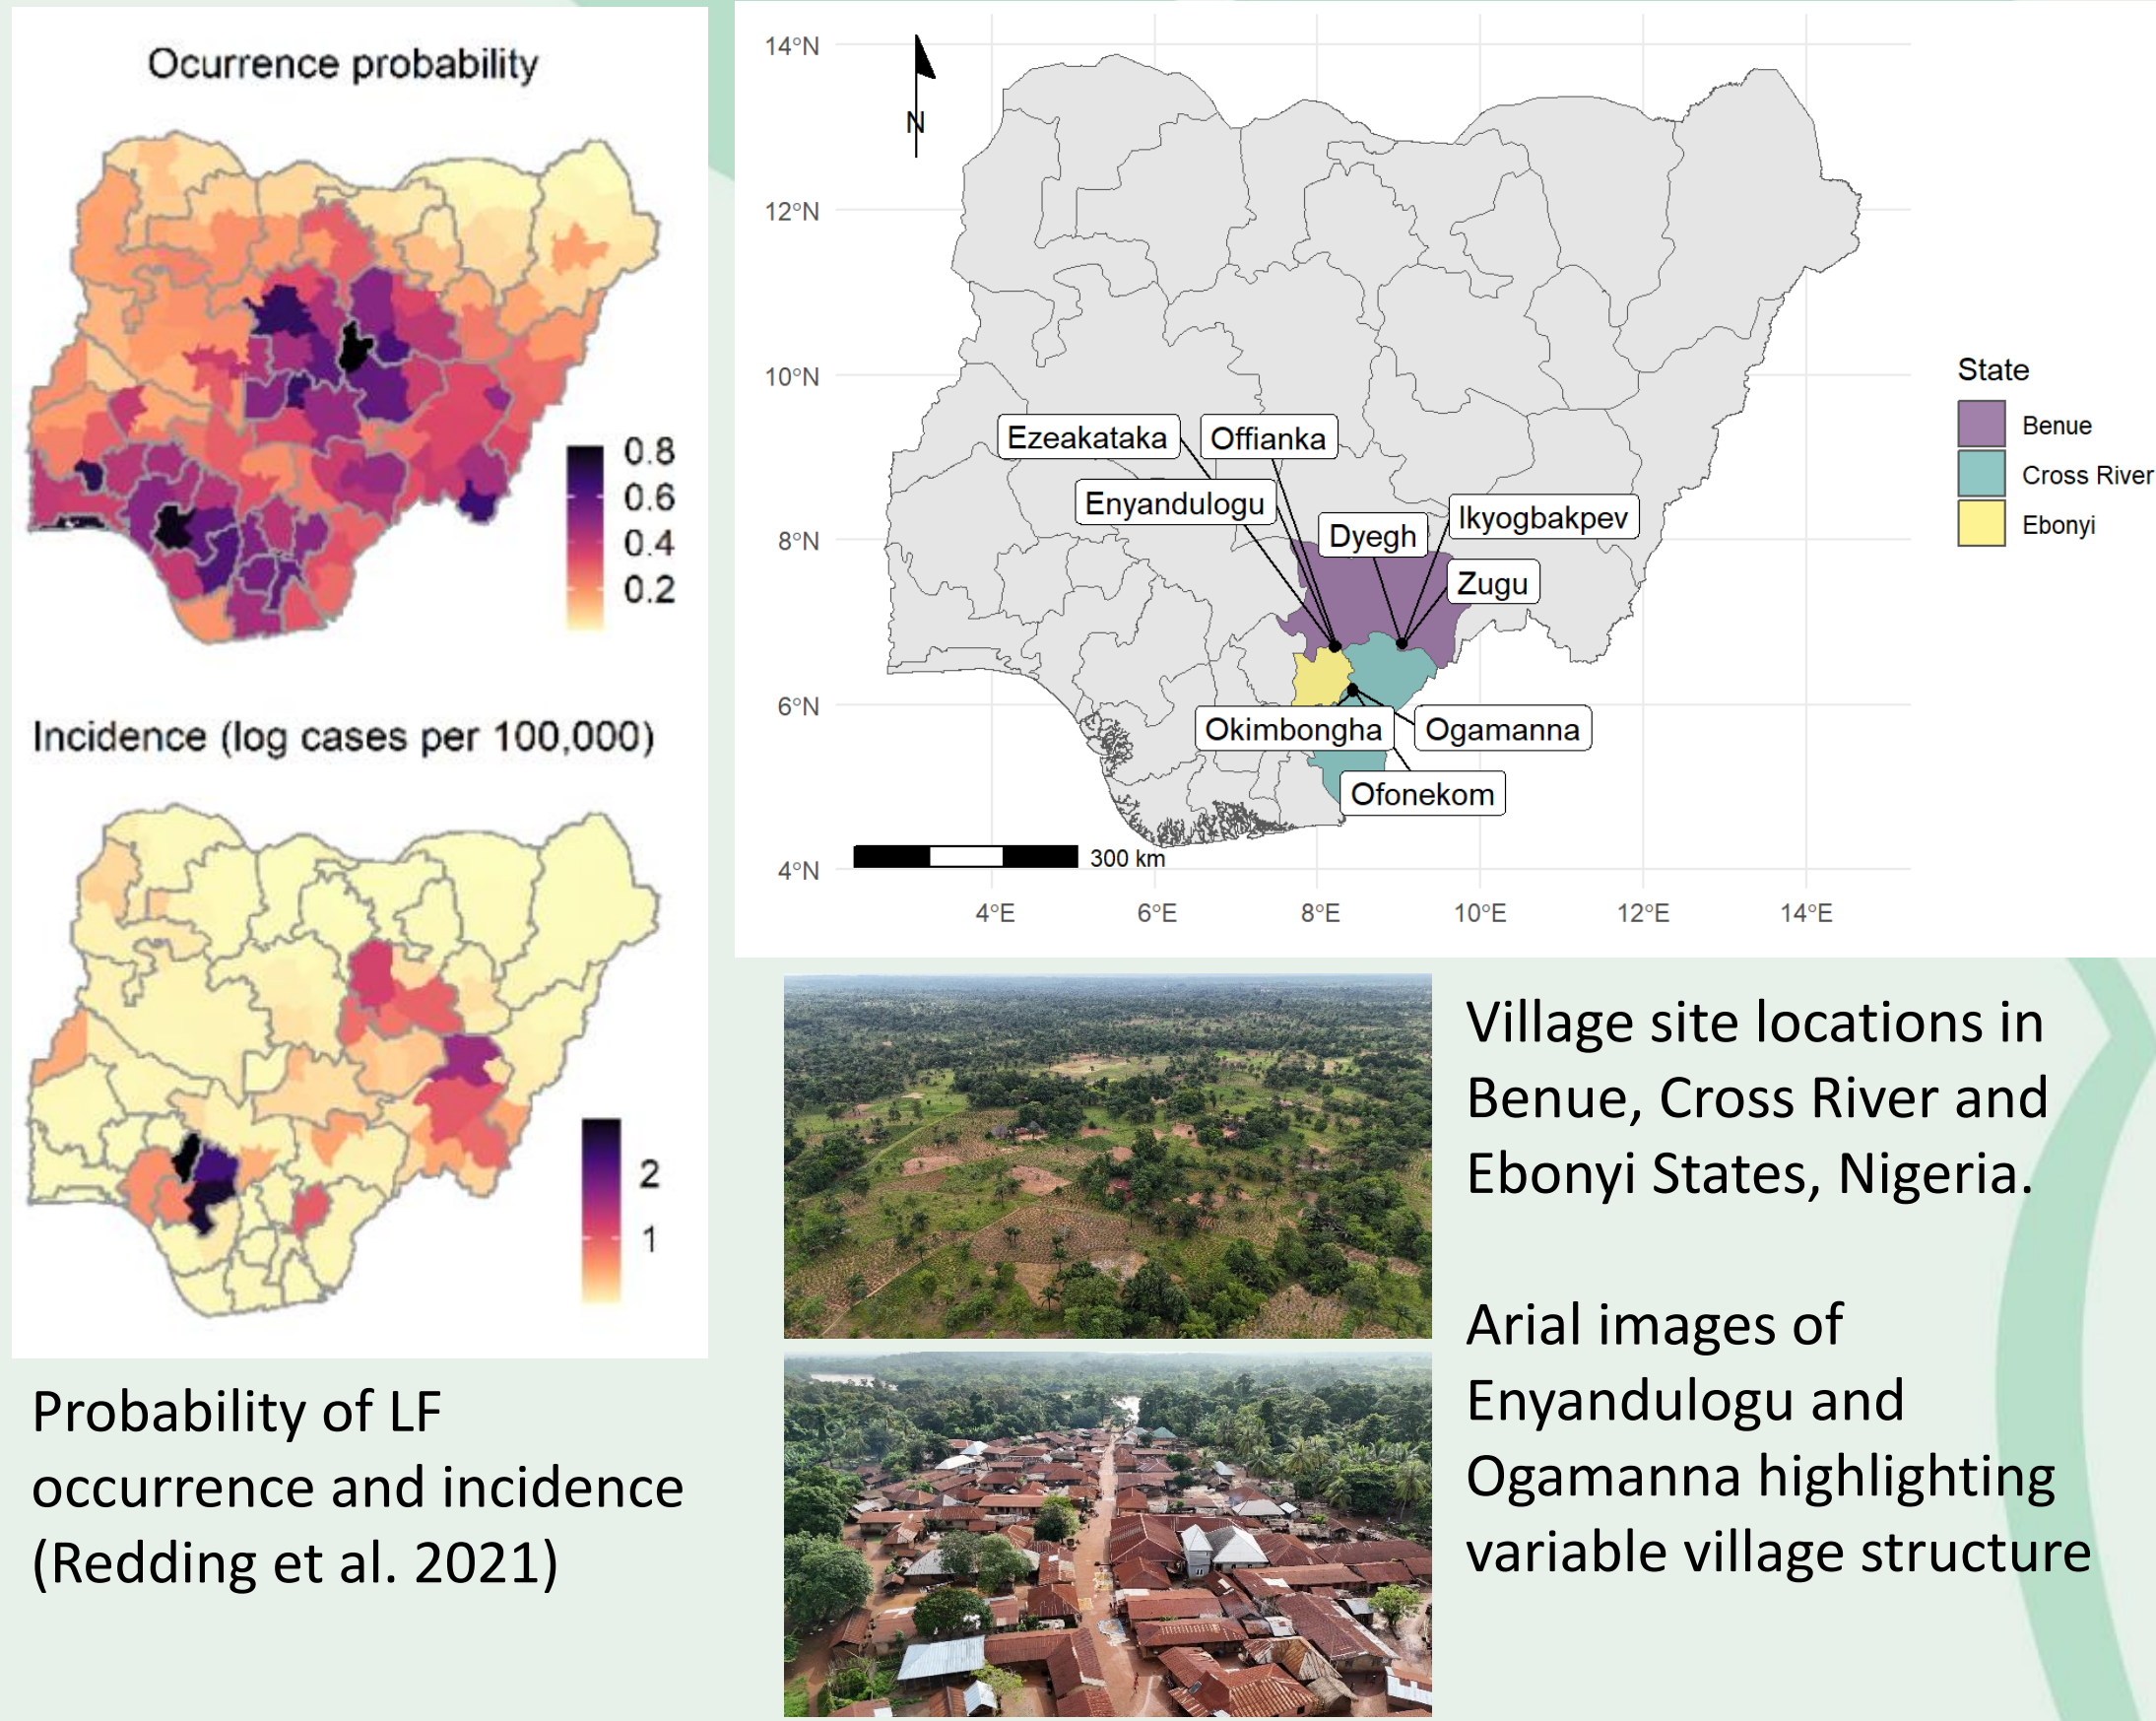 Ocurrence probability
0.8
0.6
0.4
0.2
Incidence (log cases per 100,000)
2
1
Probability of LF
occurrence and incidence
(Redding et al. 2021)
14°N
12°N
10°N
8°N
6°N
4°N
N
Ezeakataka
Offianka
Enyandulogu
Dyegh
Ikyogbakpev
Zugu
Okimbongha
Ogamanna
Ofonekom
300 km
4°E
6°E
8°E
10°E
12°E
14°E
State
Benue
Cross River
Ebonyi
Village site locations in
Benue, Cross River and
Ebonyi States, Nigeria.
Arial images of
Enyandulogu and
Ogamanna highlighting
variable village structure